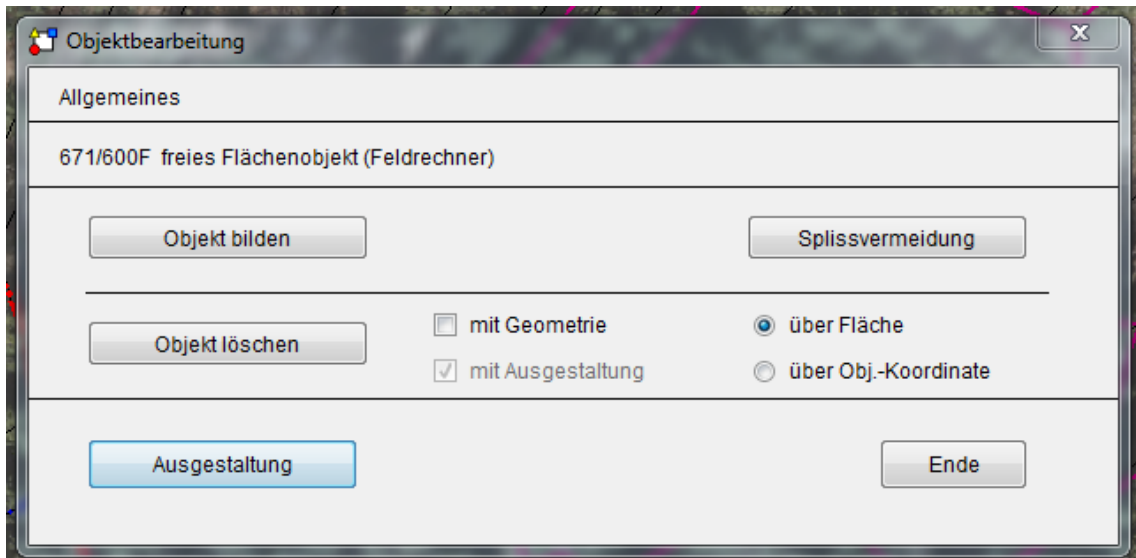 Objektbearbeitung
Allgemeines
671/600F freies Flächenobjekt (Feldrechner)
Objekt bilden
Splissvermeidung
Objekt löschen
mit Geometrie
über Fläche
mit Ausgestaltung
über Obj.-Koordinate
Ausgestaltung
Ende